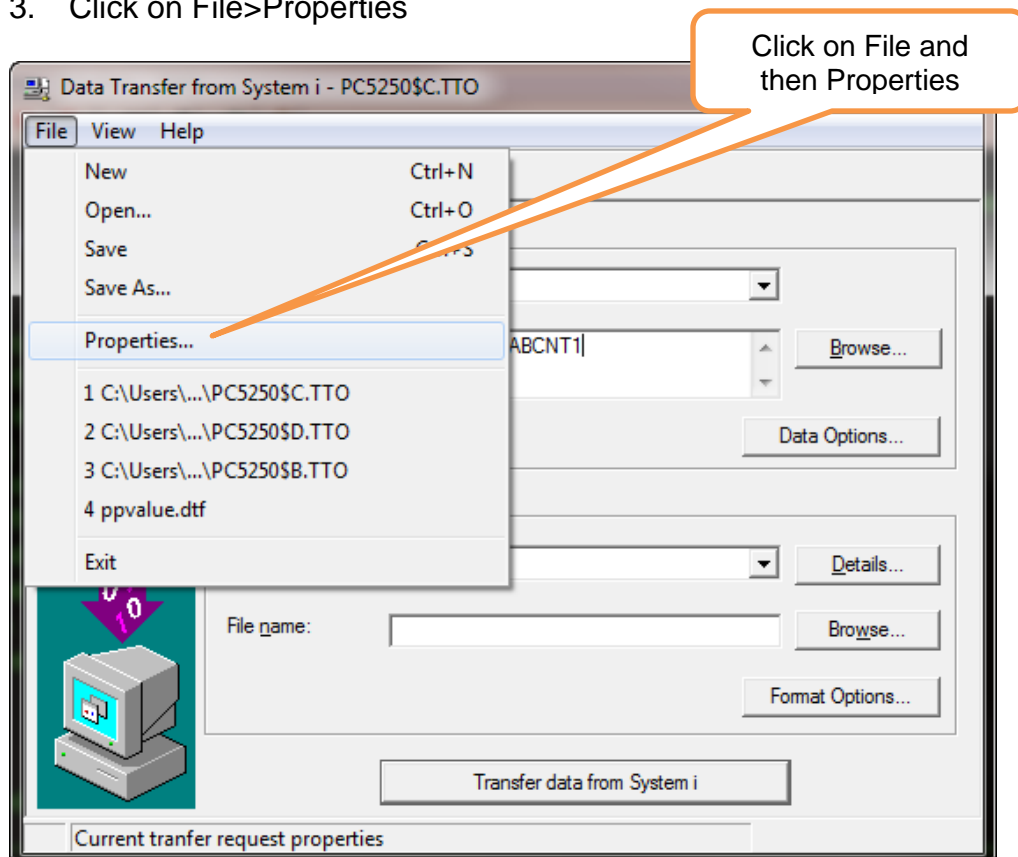 3. Click on File>Properties
Click on File and
then Properties
Data Transfer from System i - PC5250$C.TTO
File View Help
New Ctrl+N
Open... Ctrl+O
Save
Save As...
Properties...
ABCNT1
Browse...
1 C:\Users\...\PC5250$C.TTO
2 C:\Users\...\PC5250$D.TTO
Data Options...
3 C:\Users\...\PC5250$B.TTO
4 ppvalue.dtf
Exit
Details...
File name:
Browse...
Format Options...
Transfer data from System i
Current tranfer request properties